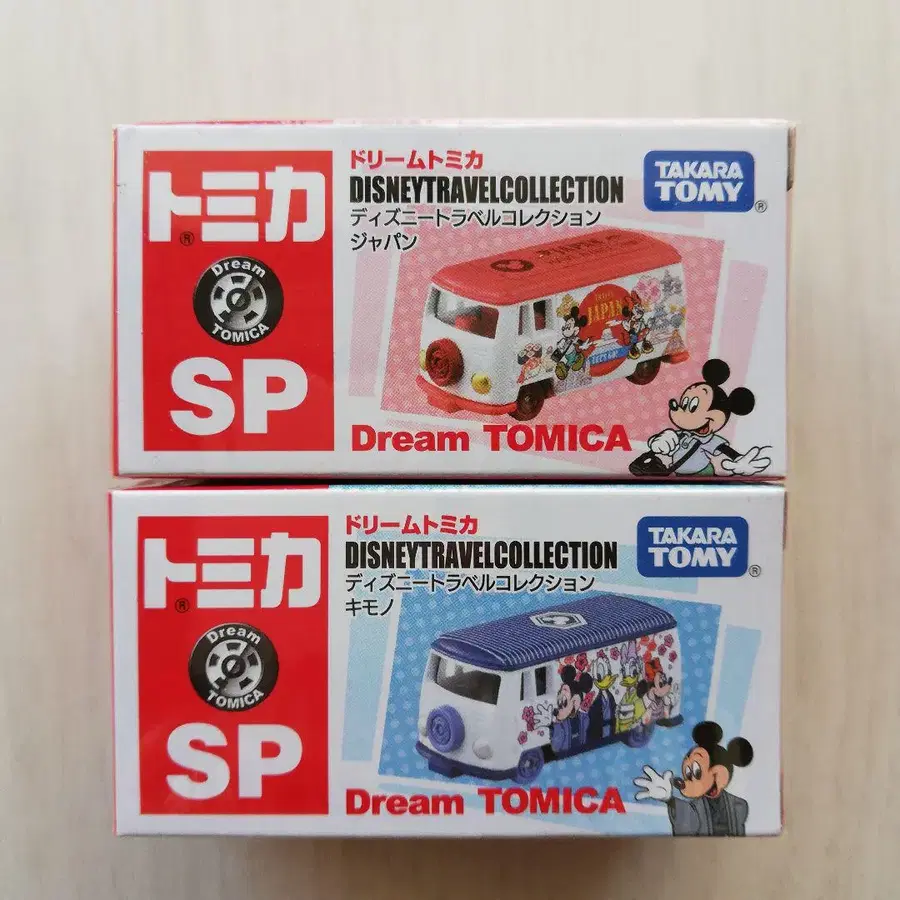 トミカ
®
Dream
TOMICA
SP
ドリームトミカ
DISNEYTRAVELCOLLECTION
ディズニートラベルコレクション
ジャパン
TAKARA
TOMY
®
JAPAN
Dream TOMICA
トミカ
®
Dream
TOMICA
SP
ドリームトミカ
DISNEYTRAVELCOLLECTION
ディズニートラベルコレクション
キモノ
TAKARA
TOMY
®
Dream TOMICA